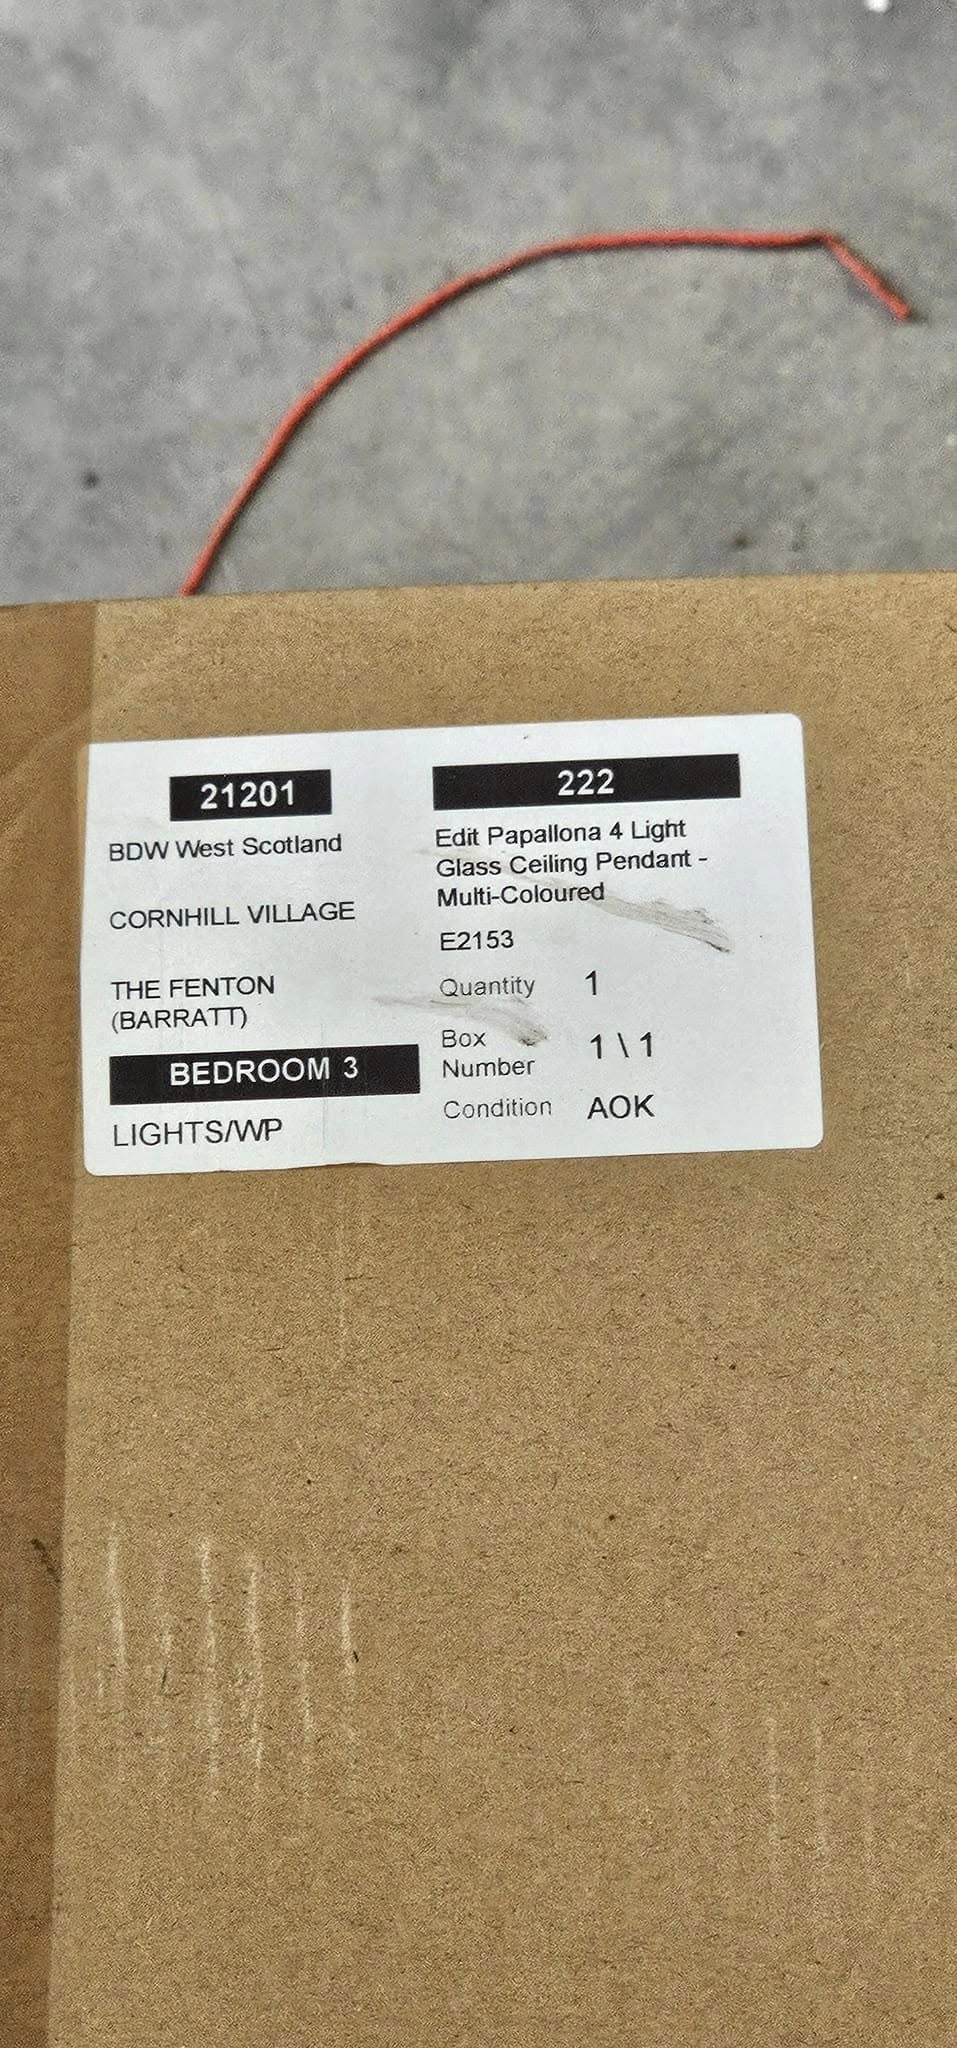 21201
BDW West Scotland
CORNHILL VILLAGE
THE FENTON
(BARRATT)
BEDROOM 3
LIGHTS/WP
222
Edit Papallona 4 Light
Glass Ceiling Pendant -
Multi-Coloured
E2153
Quantity 1
Box
Number 1 \ 1
Condition AOK